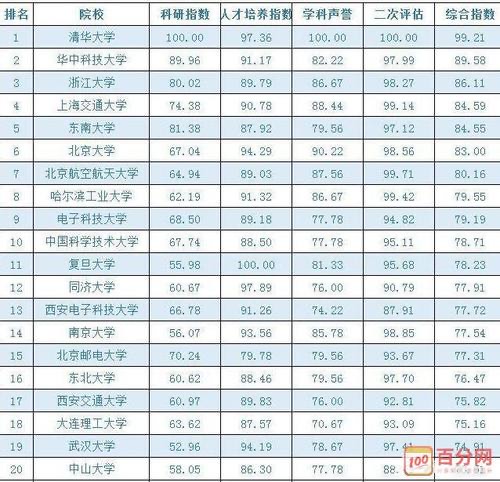 排名 院校 科研指数 人才培养指数 学科声誉 二次评估 综合指数
1 清华大学 100.00 97.36 100.00 100.00 99.21
2 华中科技大学 89.96 91.17 82.22 97.99 89.58
3 浙江大学 80.02 89.79 86.67 98.27 86.11
4 上海交通大学 74.38 90.78 88.44 99.14 84.59
5 东南大学 81.38 87.92 79.56 97.12 84.55
6 北京大学 67.04 94.29 90.22 98.56 83.00
7 北京航空航天大学 64.94 89.03 87.56 99.71 80.16
8 哈尔滨工业大学 62.19 91.32 86.67 99.42 79.55
9 电子科技大学 68.50 89.18 77.78 94.82 79.19
10 中国科学技术大学 67.74 88.50 77.78 95.11 78.71
11 复旦大学 55.98 100.00 81.33 95.68 78.23
12 同济大学 60.67 97.89 76.00 90.79 77.91
13 西安电子科技大学 66.78 91.26 74.22 87.91 77.72
14 南京大学 56.07 93.56 85.78 98.85 77.54
15 北京邮电大学 70.24 79.78 79.56 93.67 77.31
16 东北大学 60.62 88.46 79.56 97.70 76.47
17 西安交通大学 60.97 89.83 76.00 92.81 75.82
18 大连理工大学 63.62 87.57 70.67 93.09 75.16
19 武汉大学 52.96 94.19 78.67 97.41 74.91
20 中山大学 58.05 86.30 77.78 88.
100 百分网